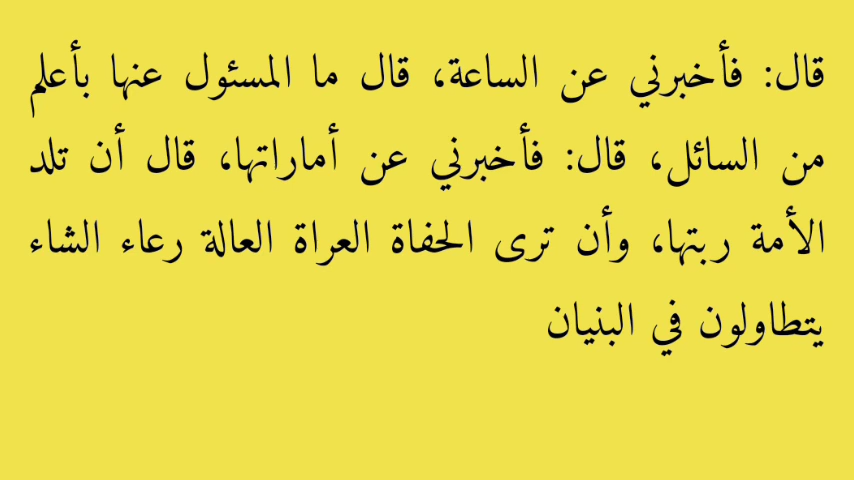 قال: فأخبرني عن الساعة، قال ما المسئول عنها بأعلم
من السائل، قال: فأخبرني عن أماراتها، قال أن تلد
الأمة ربتها، وأن ترى الحفاة العراة العالة رعاء الشاء
يتطاولون في البنيان